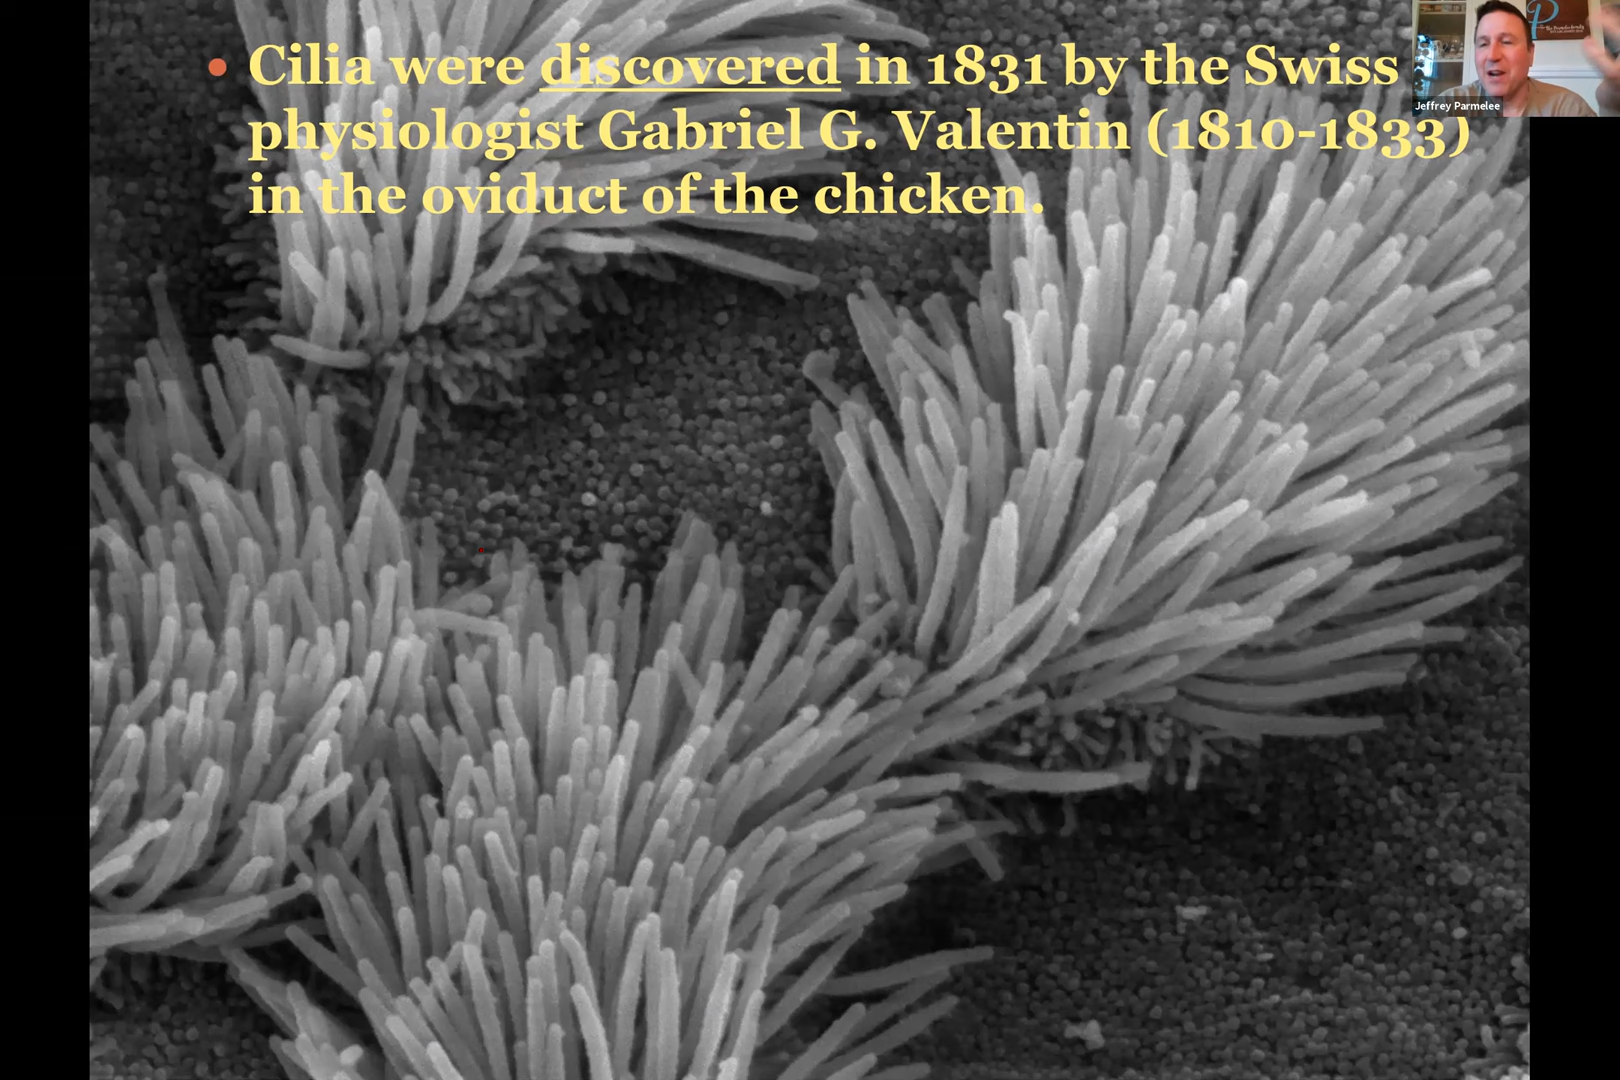 • Cilia were discovered in 1831 by the Swiss
physiologist Gabriel G. Valentin (1810-1833)
in the oviduct of the chicken.
Jeffrey Parmelee